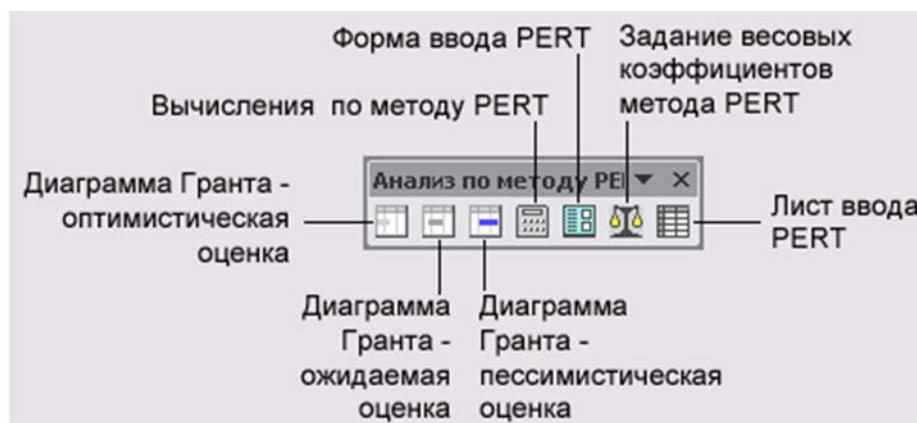 Форма ввода PERT
Задание весовых
коэффициентов
метода PERT
Вычисления по методу PERT
Анализ по методу PEI
Диаграмма Гранта -
оптимистическая
оценка
Лист ввода
PERT
Диаграмма
Гранта -
ожидаемая
оценка
Диаграмма
Гранта -
пессимистическая
оценка